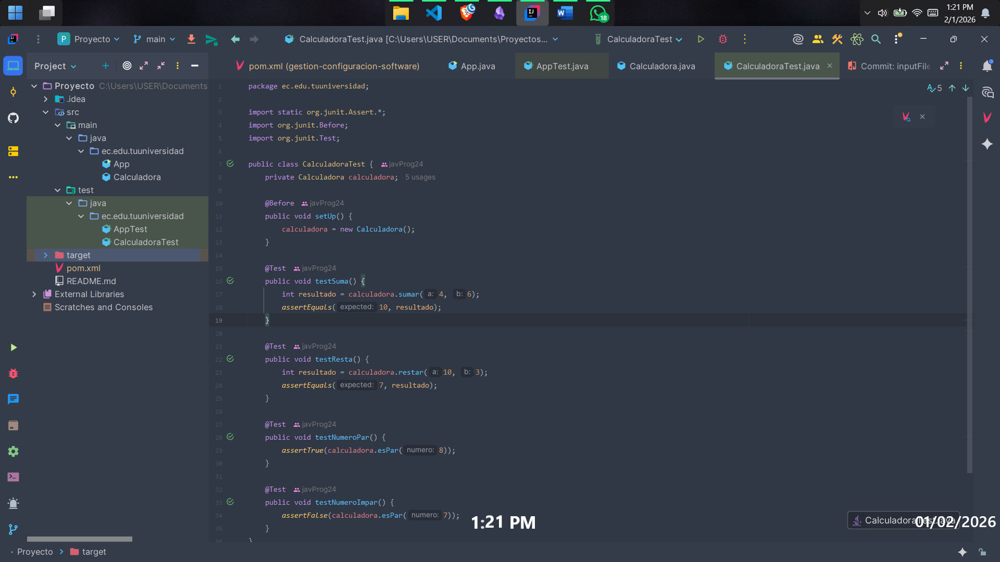 18
1:21 PM
2/1/2026
P Proyecto
main
CalculadoraTest.java [C:\Users\USER\Documents\Proyectos...
CalculadoraTest
Project
pom.xml (gestion-configuracion-software)
App.java
AppTest.java
Calculadora.java
CalculadoraTest.java
Commit: inputFile
Proyecto C:\Users\USER\Documents
.idea
src
main
java
ec.edu.tuuniversidad
App
Calculadora
test
java
ec.edu.tuuniversidad
AppTest
CalculadoraTest
target
pom.xml
README.md
External Libraries
Scratches and Consoles
5
1 package ec.edu.tuuniversidad;
2
3 import static org.junit.Assert.*;
4 import org.junit.Before;
5 import org.junit.Test;
6
7 public class CalculadoraTest { javProg24
8 private Calculadora calculadora; 5 usages
9
10 @Before javProg24
11 public void setUp() {
12 calculadora = new Calculadora();
13 }
14
15 @Test javProg24
16 public void testSuma() {
17 int resultado = calculadora.sumar( a: 4, b: 6);
18 assertEquals( expected: 10, resultado);
19 }
20
21 @Test javProg24
22 public void testResta() {
23 int resultado = calculadora.restar( a: 10, b: 3);
24 assertEquals( expected: 7, resultado);
25 }
26
27 @Test javProg24
28 public void testNumeroPar() {
29 assertTrue(calculadora.esPar( numero: 8));
30 }
31
32 @Test javProg24
33 public void testNumeroImpar() {
34 assertFalse(calculadora.esPar( numero: 7));
35 }
36 }
1:21 PM
CalculadoraTest.java
01/02/2026
Proyecto > target